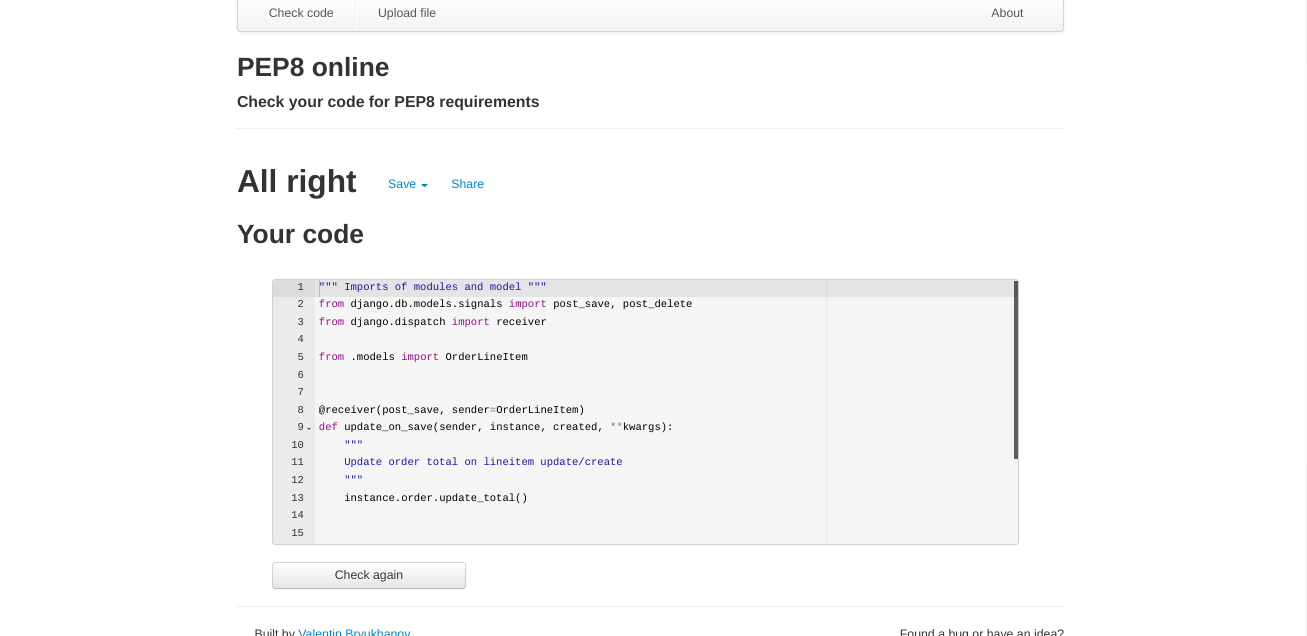 Check code Upload file About
PEP8 online
Check your code for PEP8 requirements
All right Save Share
Your code
1 """ Imports of modules and model """
2 from django.db.models.signals import post_save, post_delete
3 from django.dispatch import receiver
4
5 from .models import OrderLineItem
6
7
8 @receiver(post_save, sender=OrderLineItem)
9 def update_on_save(sender, instance, created, **kwargs):
10 """
11 Update order total on lineitem update/create
12 """
13 instance.order.update_total()
14
15
Check again
Built by Valentin Bryukhanov Found a bug or have an idea?